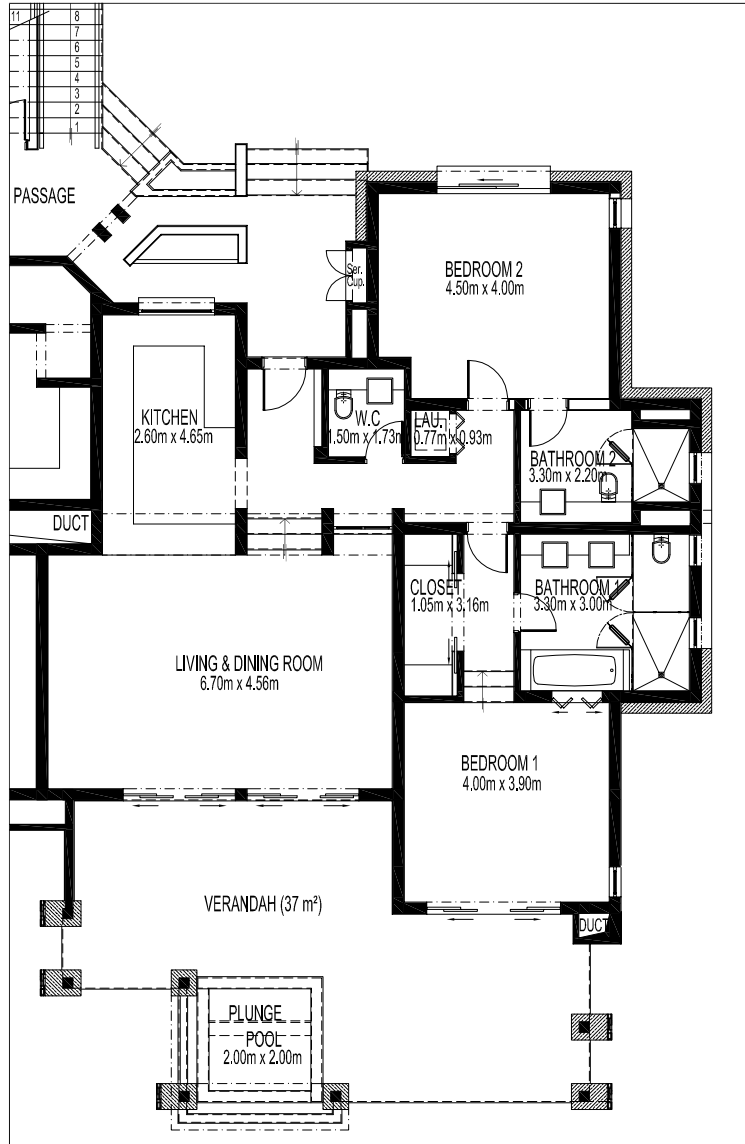 11
8
7
6
5
4
3
2
1
PASSAGE
Ser.
Cup.
BEDROOM 2
4.50m x 4.00m
KITCHEN
2.60m x 4.65m
W.C
1.50m x 1.73m
LAU.
0.77m x 0.93m
BATHROOM 2
3.30m x 2.20m
DUCT
CLOSET
1.05m x 3.16m
BATHROOM 1
3.30m x 3.00m
LIVING & DINING ROOM
6.70m x 4.56m
BEDROOM 1
4.00m x 3.90m
VERANDAH (37 m²)
DUCT
PLUNGE
POOL
2.00m x 2.00m